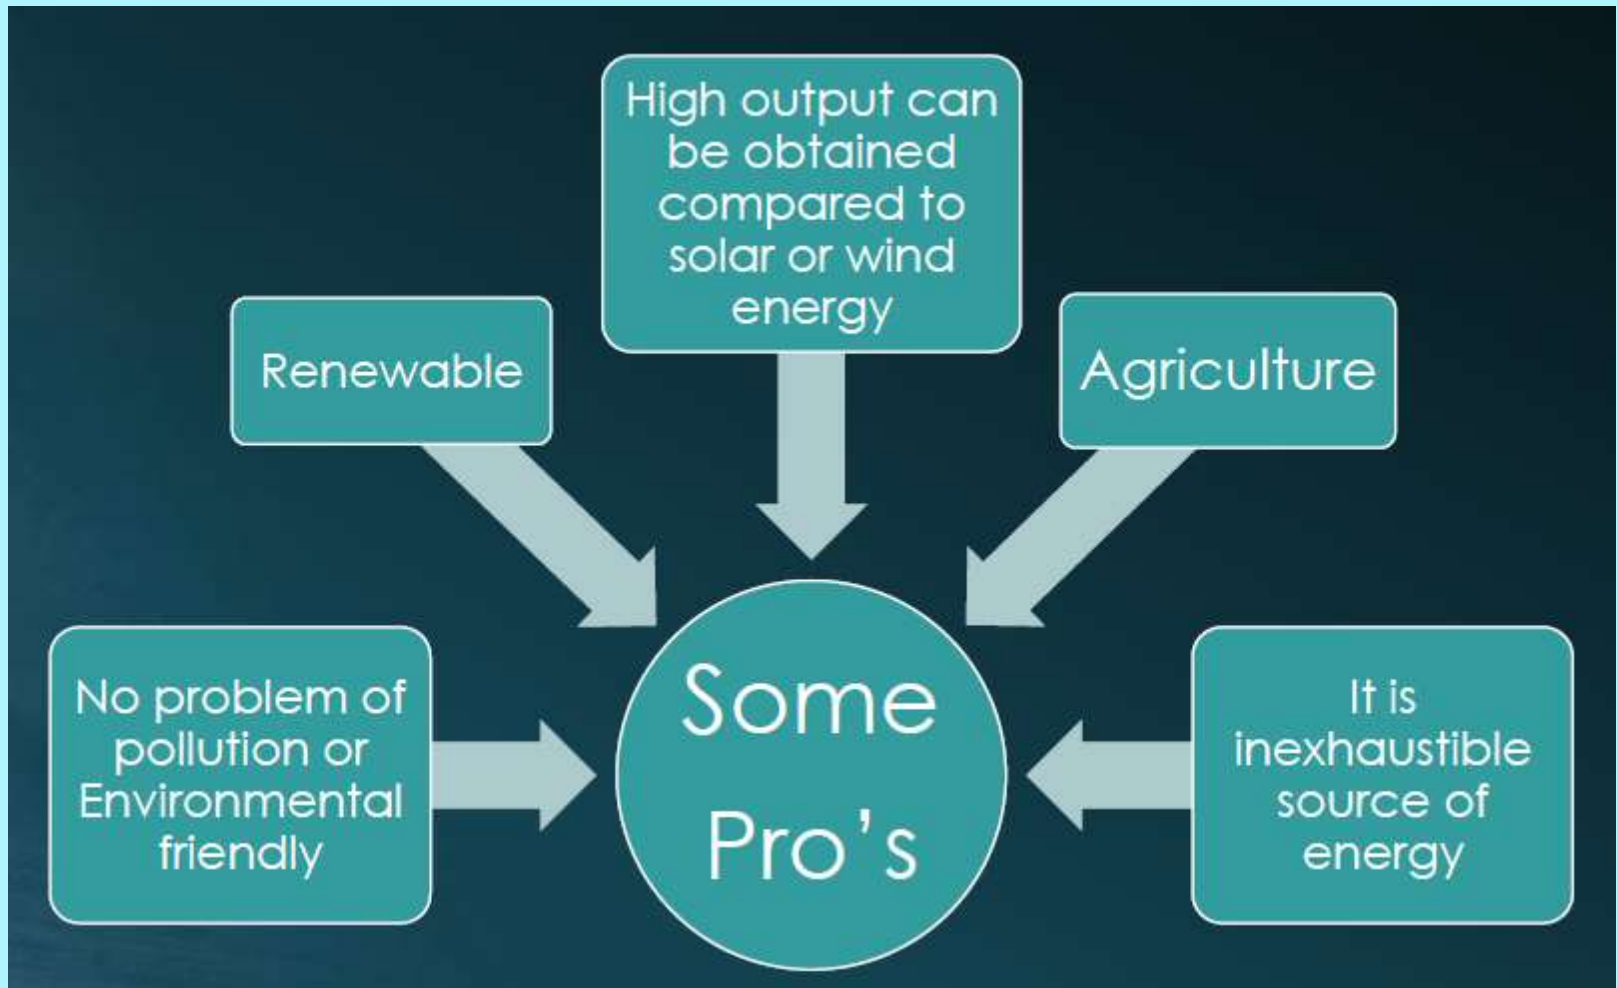 High output can
be obtained
compared to
solar or wind
energy
Renewable
Agriculture
No problem of
pollution or
Environmental
friendly
Some
Pro’s
It is
inexhaustible
source of
energy